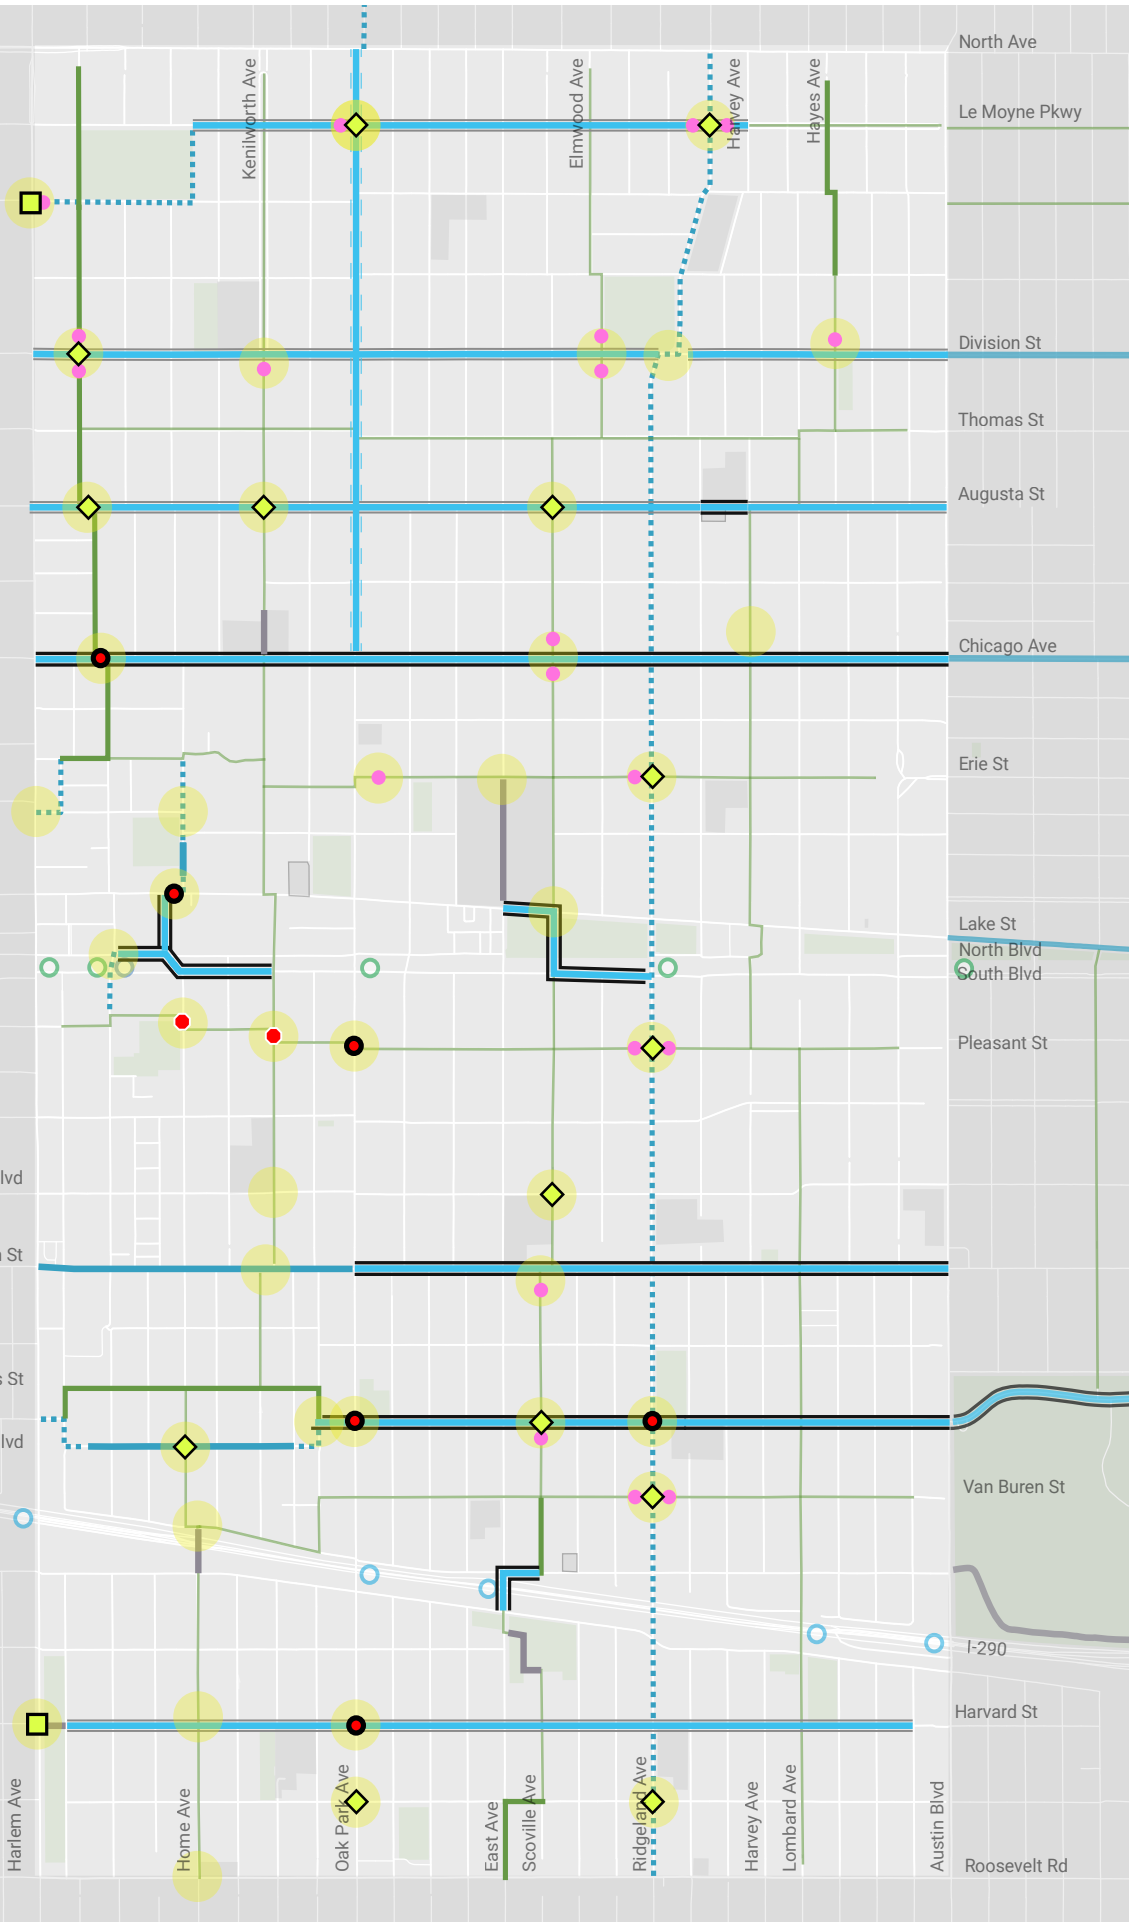 North Ave
Kenilworth Ave
Elmwood Ave
Harvey Ave
Hayes Ave
Le Moyne Pkwy
Division St
Thomas St
Augusta St
Chicago Ave
Erie St
Lake St
North Blvd
South Blvd
Pleasant St
lvd
St
s St
lvd
Van Buren St
I-290
Harvard St
Harlem Ave
Home Ave
Oak Park Ave
East Ave
Scoville Ave
Ridgeland Ave
Harvey Ave
Lombard Ave
Austin Blvd
Roosevelt Rd